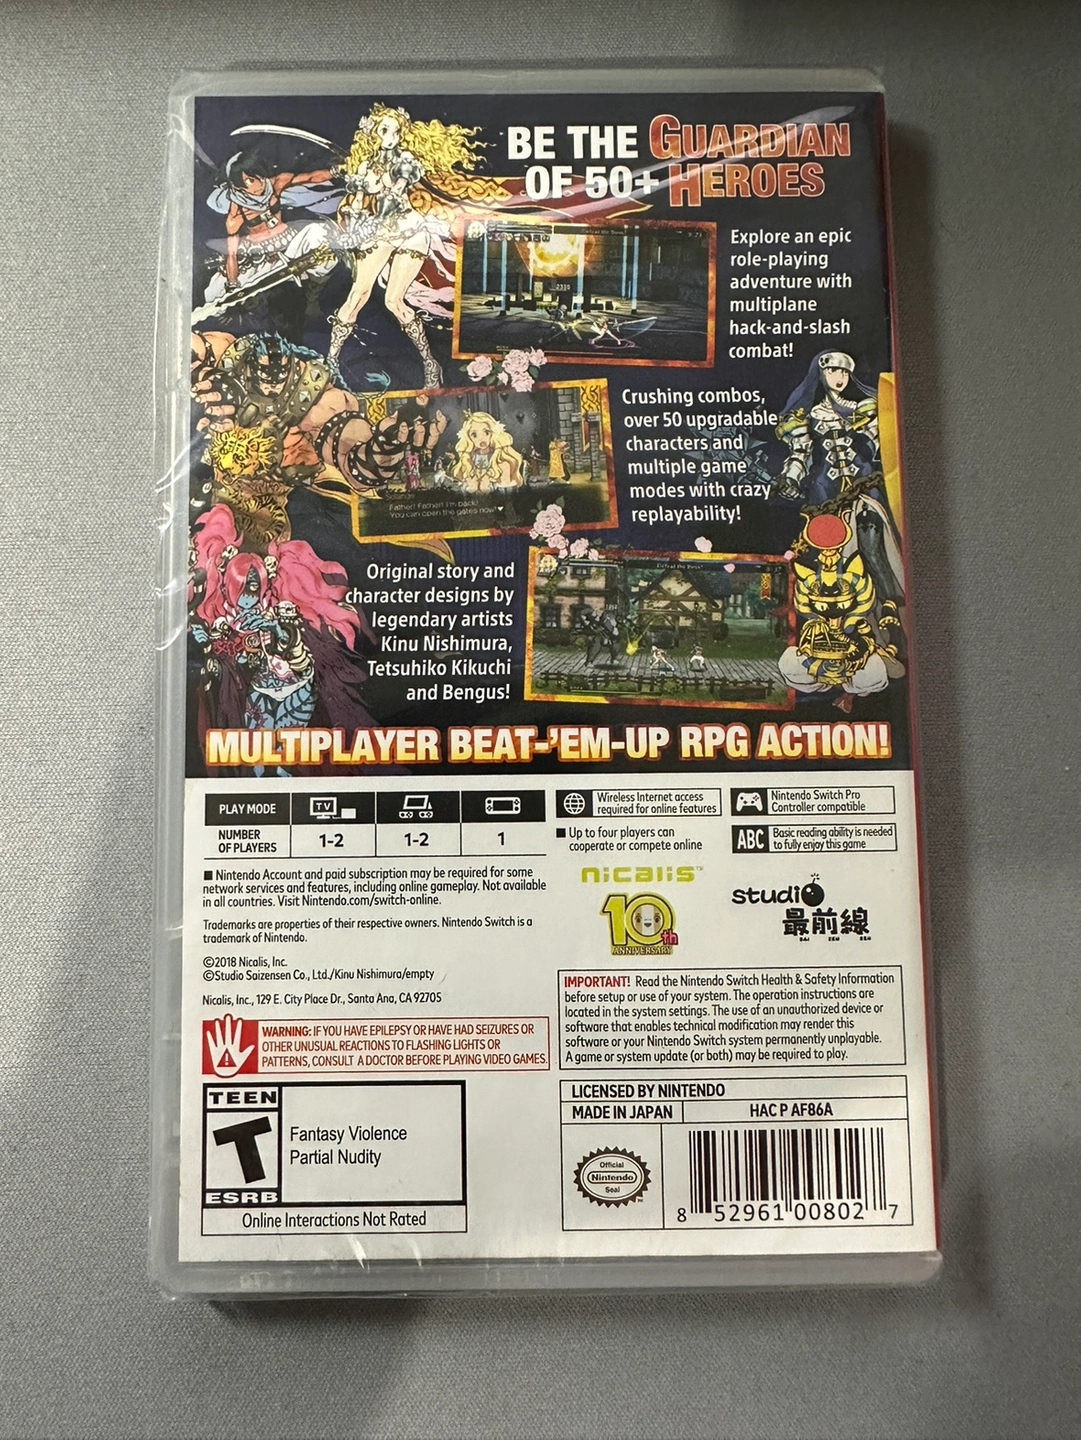 BE THE GUARDIAN
OF 50+ HEROES
Explore an epic
role-playing
adventure with
multiplane
hack-and-slash
combat!
Crushing combos,
over 50 upgradable
characters and
multiple game
modes with crazy
replayability!
Father! Father! I'm back!
You can open the gates now! ♥
Original story and
character designs by
legendary artists
Kinu Nishimura,
Tetsuhiko Kikuchi
and Bengus!
MULTIPLAYER BEAT-'EM-UP RPG ACTION!
PLAY MODE
TV
NUMBER
OF PLAYERS
1-2
1-2
1
Wireless Internet access
required for online features
Nintendo Switch Pro
Controller compatible
■ Up to four players can
cooperate or compete online
ABC
Basic reading ability is needed
to fully enjoy this game
■ Nintendo Account and paid subscription may be required for some
network services and features, including online gameplay. Not available
in all countries. Visit Nintendo.com/switch-online.
Trademarks are properties of their respective owners. Nintendo Switch is a
trademark of Nintendo.
©2018 Nicalis, Inc.
©Studio Saizensen Co., Ltd./Kinu Nishimura/empty
Nicalis, Inc., 129 E. City Place Dr., Santa Ana, CA 92705
nicalis™
10th
ANNIVERSARY
studio
最前線
SAI ZEN SEN
WARNING: IF YOU HAVE EPILEPSY OR HAVE HAD SEIZURES OR
OTHER UNUSUAL REACTIONS TO FLASHING LIGHTS OR
PATTERNS, CONSULT A DOCTOR BEFORE PLAYING VIDEO GAMES.
IMPORTANT! Read the Nintendo Switch Health & Safety Information
before setup or use of your system. The operation instructions are
located in the system settings. The use of an unauthorized device or
software that enables technical modification may render this
software or your Nintendo Switch system permanently unplayable.
A game or system update (or both) may be required to play.
TEEN
T
ESRB
Fantasy Violence
Partial Nudity
Online Interactions Not Rated
LICENSED BY NINTENDO
MADE IN JAPAN
HAC P AF86A
Official
Nintendo
Seal
8 52961 00802 7